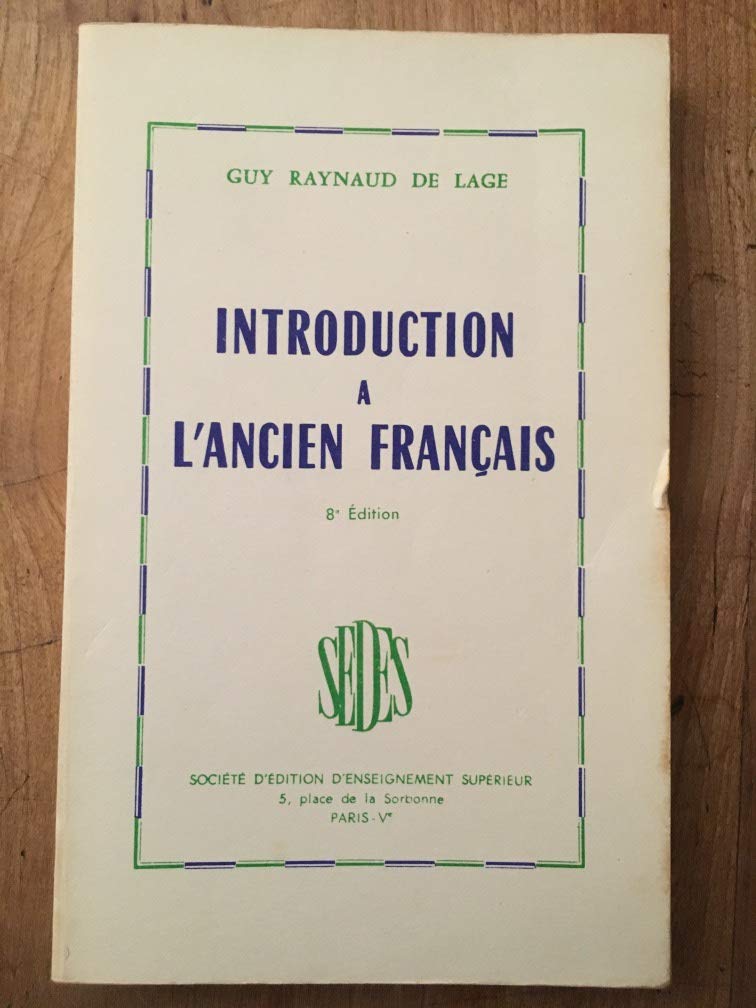 GUY RAYNAUD DE LAGE
INTRODUCTION
A
L'ANCIEN FRANÇAIS
8e Édition
SEDES
SOCIÉTÉ D'ÉDITION D'ENSEIGNEMENT SUPÉRIEUR
5, place de la Sorbonne
PARIS-Ve